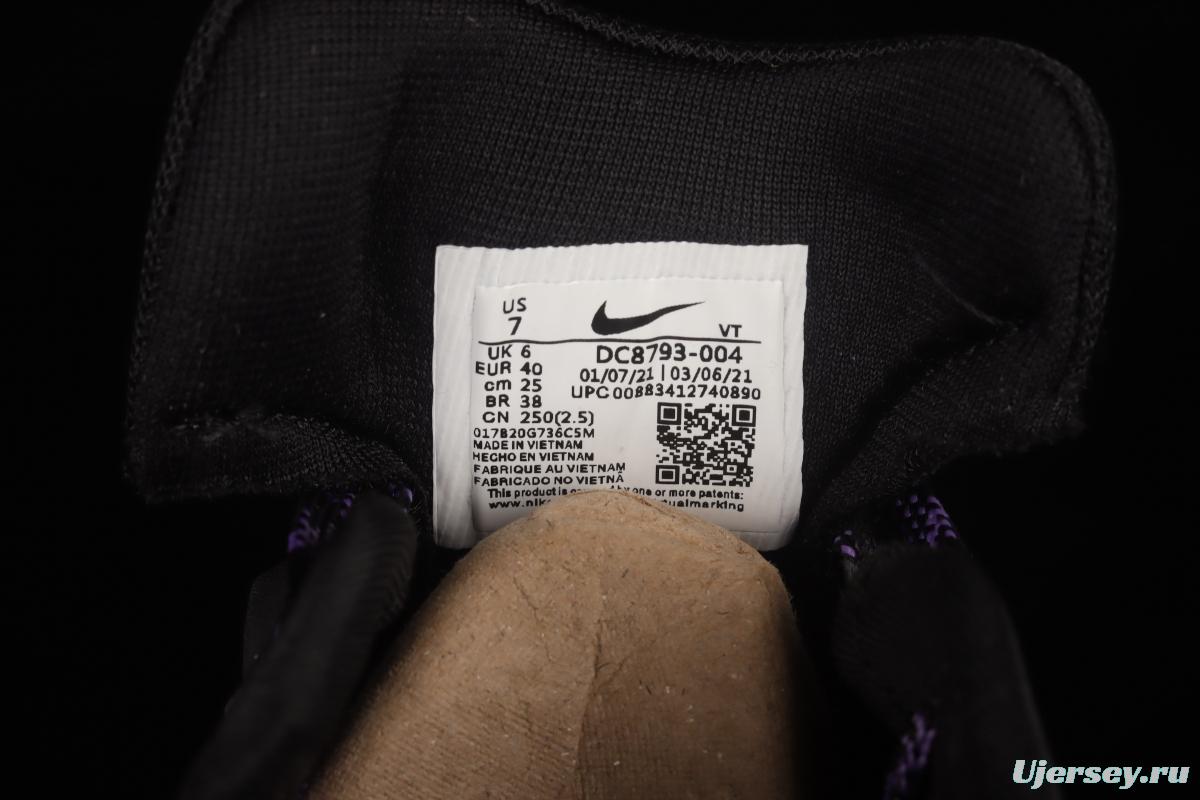 US
7
VT
UK 6
EUR 40
cm 25
BR 38
CN 250(2.5)
DC8793-004
01/07/21 | 03/06/21
UPC 00883412740890
017B20G736C5M
MADE IN VIETNAM
HECHO EN VIETNAM
FABRIQUE AU VIETNAM
FABRICADO NO VIETNÃ
This product is by one or more patents:
Ujersey.ru